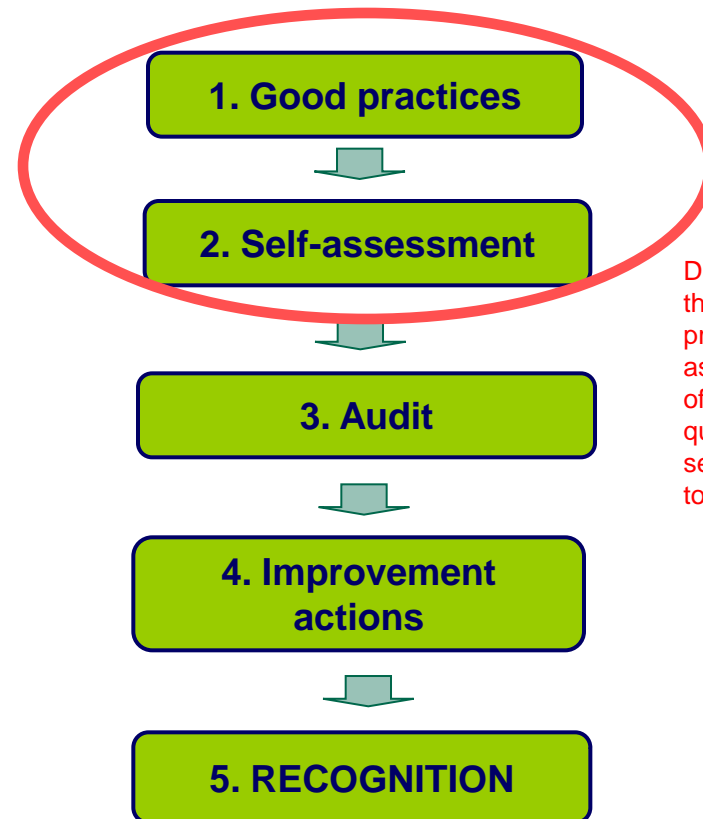 1. Good practices
2. Self-assessment
3. Audit
4. Improvement
actions
5. RECOGNITION